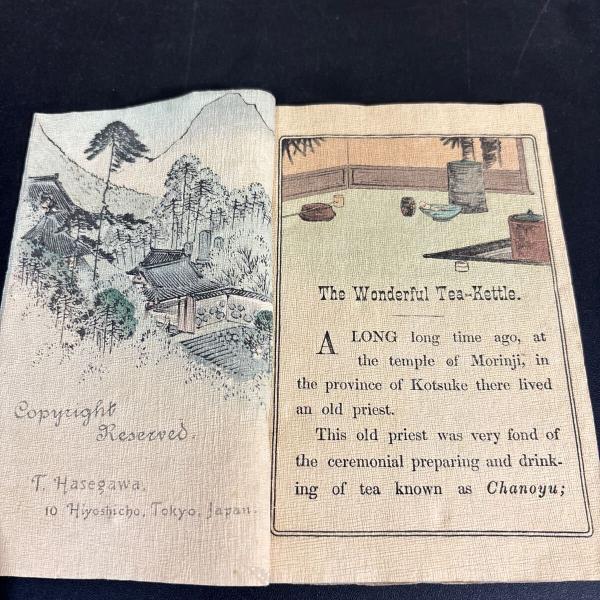 Copyright
Reserved.
T. Hasegawa,
10 Hiyoshicho, Tokyo, Japan.
The Wonderful Tea-Kettle.
A LONG long time ago, at
the temple of Morinji, in
the province of Kotsuke there lived
an old priest.
This old priest was very fond of
the ceremonial preparing and drink-
ing of tea known as Chanoyu;